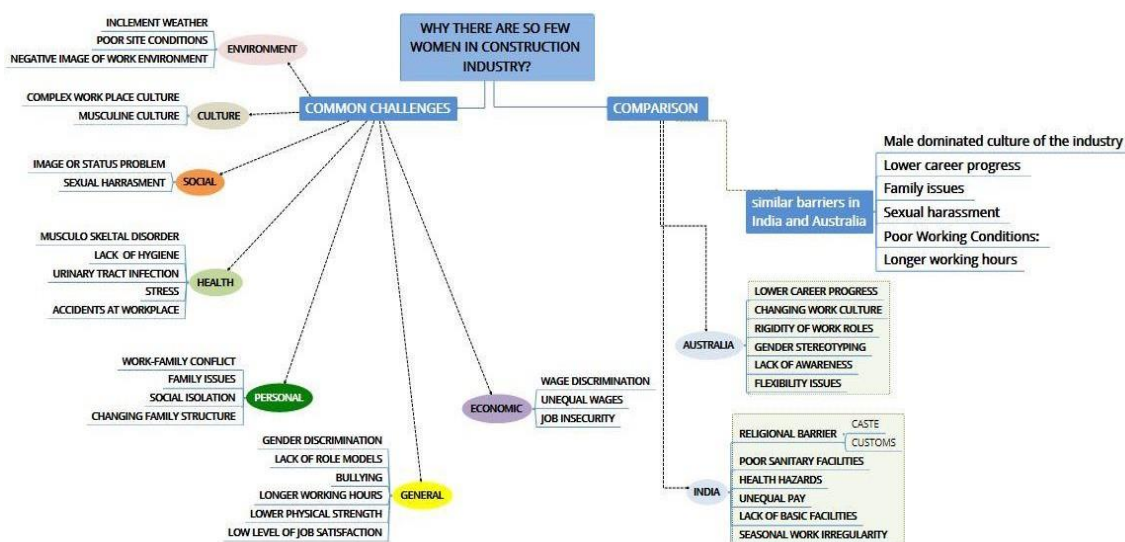 WHY THERE ARE SO FEW
WOMEN IN CONSTRUCTION
INDUSTRY?
COMMON CHALLENGES
INCLEMENT WEATHER
POOR SITE CONDITIONS
NEGATIVE IMAGE OF WORK ENVIRONMENT
ENVIRONMENT
COMPLEX WORK PLACE CULTURE
MUSCULINE CULTURE
CULTURE
IMAGE OR STATUS PROBLEM
SEXUAL HARRASMENT
SOCIAL
MUSCULO SKELTAL DISORDER
LACK OF HYGIENE
URINARY TRACT INFECTION
STRESS
ACCIDENTS AT WORKPLACE
HEALTH
WORK-FAMILY CONFLICT
FAMILY ISSUES
SOCIAL ISOLATION
CHANGING FAMILY STRUCTURE
PERSONAL
GENDER DISCRIMINATION
LACK OF ROLE MODELS
BULLYING
LONGER WORKING HOURS
LOWER PHYSICAL STRENGTH
LOW LEVEL OF JOB SATISFACTION
GENERAL
ECONOMIC
WAGE DISCRIMINATION
UNEQUAL WAGES
JOB INSECURITY
COMPARISON
similar barriers in
India and Australia
Male dominated culture of the industry
Lower career progress
Family issues
Sexual harassment
Poor Working Conditions:
Longer working hours
AUSTRALIA
LOWER CAREER PROGRESS
CHANGING WORK CULTURE
RIGIDITY OF WORK ROLES
GENDER STEREOTYPING
LACK OF AWARENESS
FLEXIBILITY ISSUES
INDIA
RELIGIONAL BARRIER
CASTE
CUSTOMS
POOR SANITARY FACILITIES
HEALTH HAZARDS
UNEQUAL PAY
LACK OF BASIC FACILITIES
SEASONAL WORK IRREGULARITY